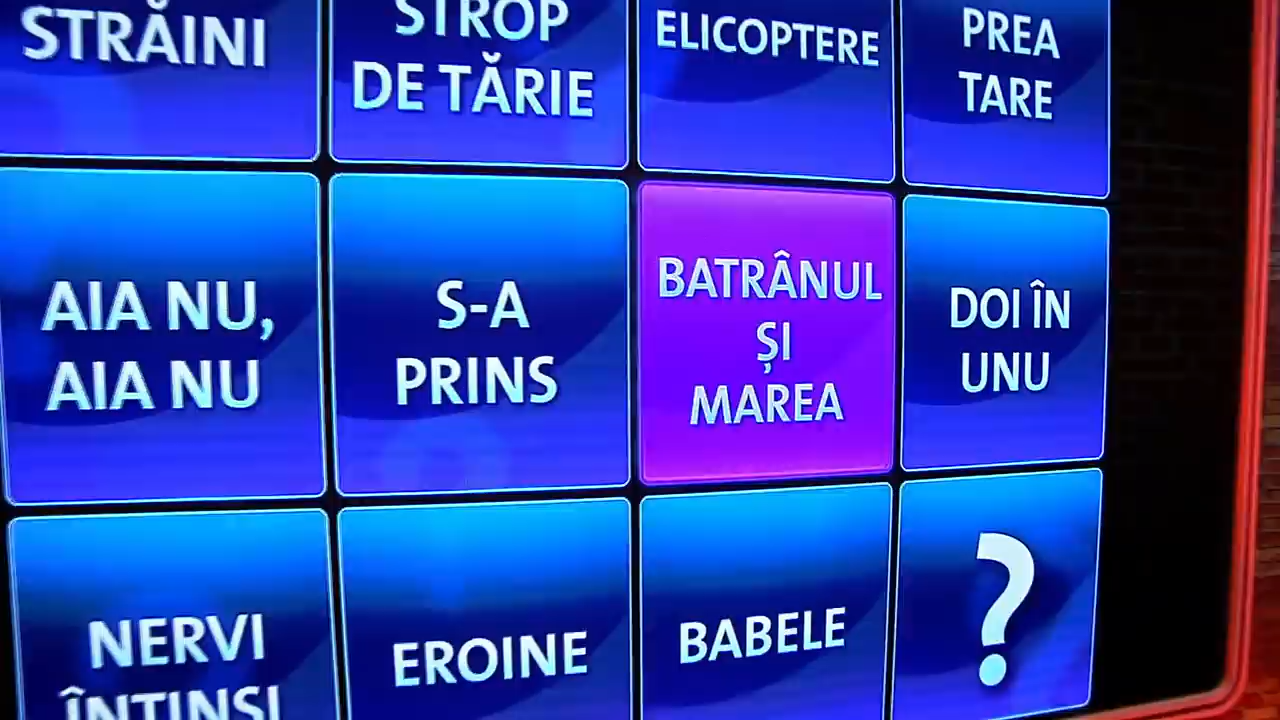 STRĂINI
STROP
DE TĂRIE
ELICOPTERE
PREA
TARE
AIA NU,
AIA NU
S-A
PRINS
BATRÂNUL
ȘI
MAREA
DOI ÎN
UNU
NERVI
ÎNTINȘI
EROINE
BABELE
?